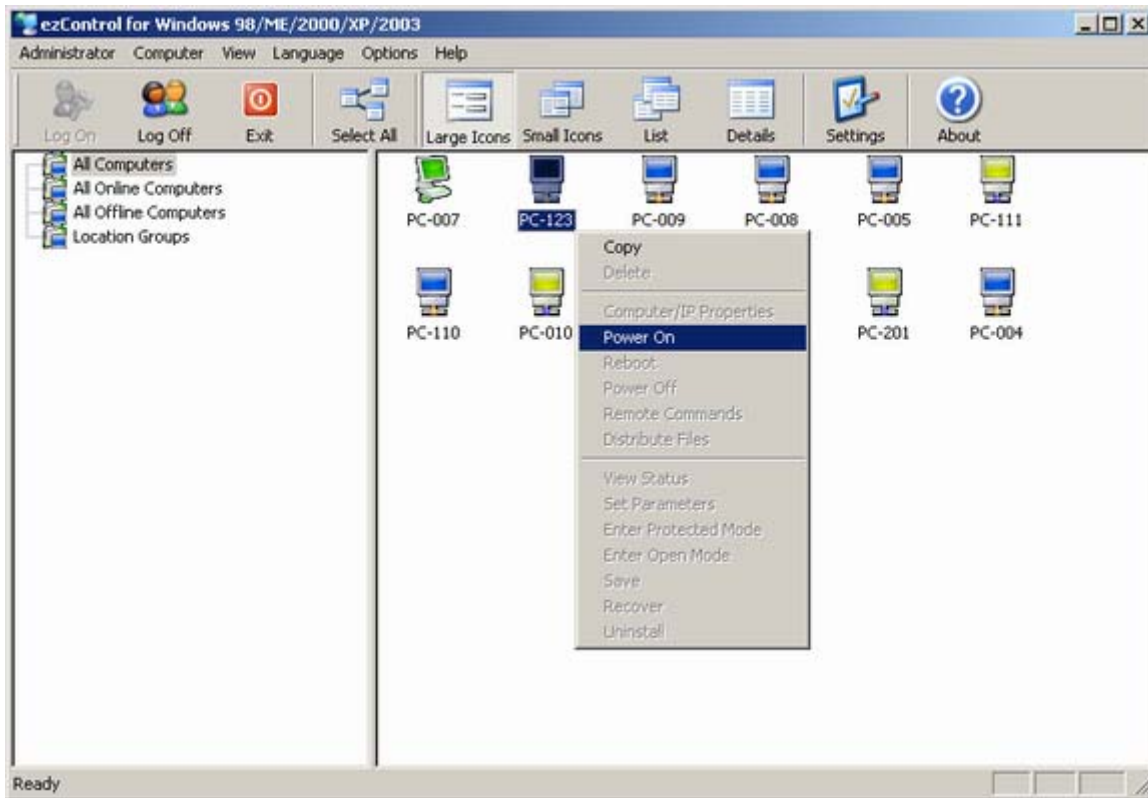 ezControl for Windows 98/ME/2000/XP/2003
Administrator Computer View Language Options Help
Log On Log Off Exit Select All Large Icons Small Icons List Details Settings About
All Computers
All Online Computers
All Offline Computers
Location Groups
PC-007 PC-123 PC-009 PC-008 PC-005 PC-111
PC-110 PC-010 PC-201 PC-004
Copy
Delete
Computer/IP Properties
Power On
Reboot
Power Off
Remote Commands
Distribute Files
View Status
Set Parameters
Enter Protected Mode
Enter Open Mode
Save
Recover
Uninstall
Ready